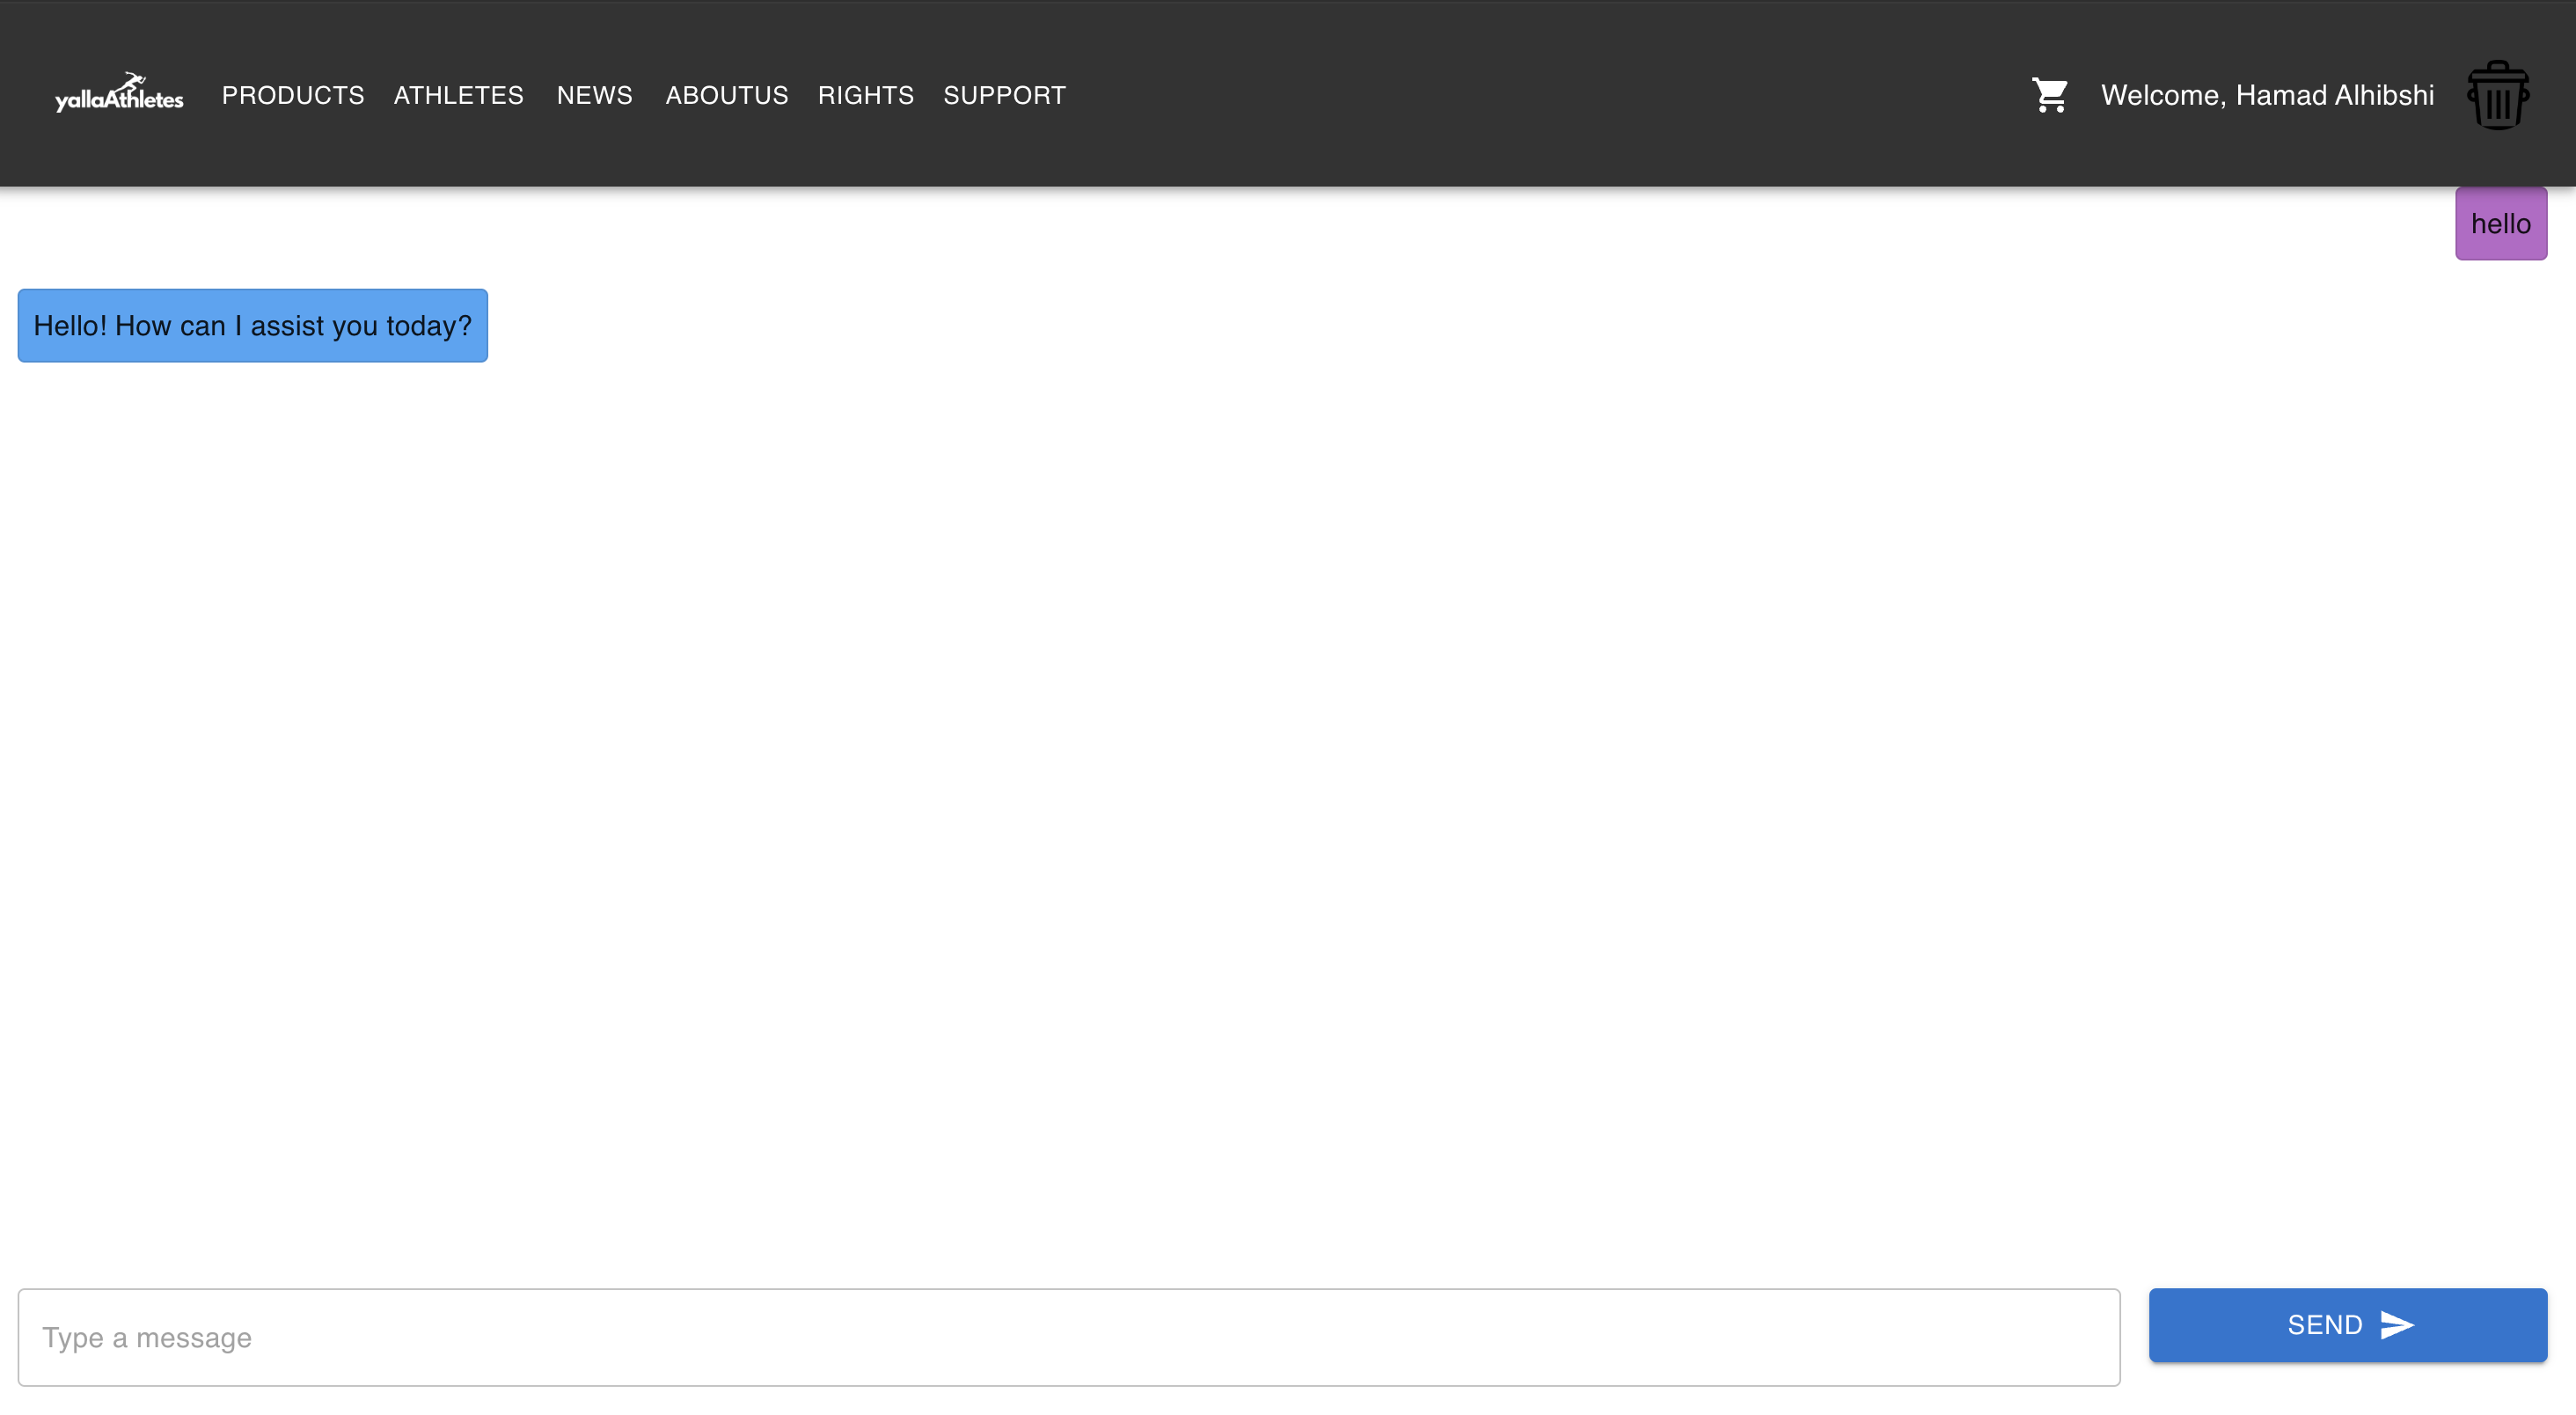 yallaAthletes PRODUCTS ATHLETES NEWS ABOUTUS RIGHTS SUPPORT Welcome, Hamad Alhibshi
hello
Hello! How can I assist you today?
Type a message SEND